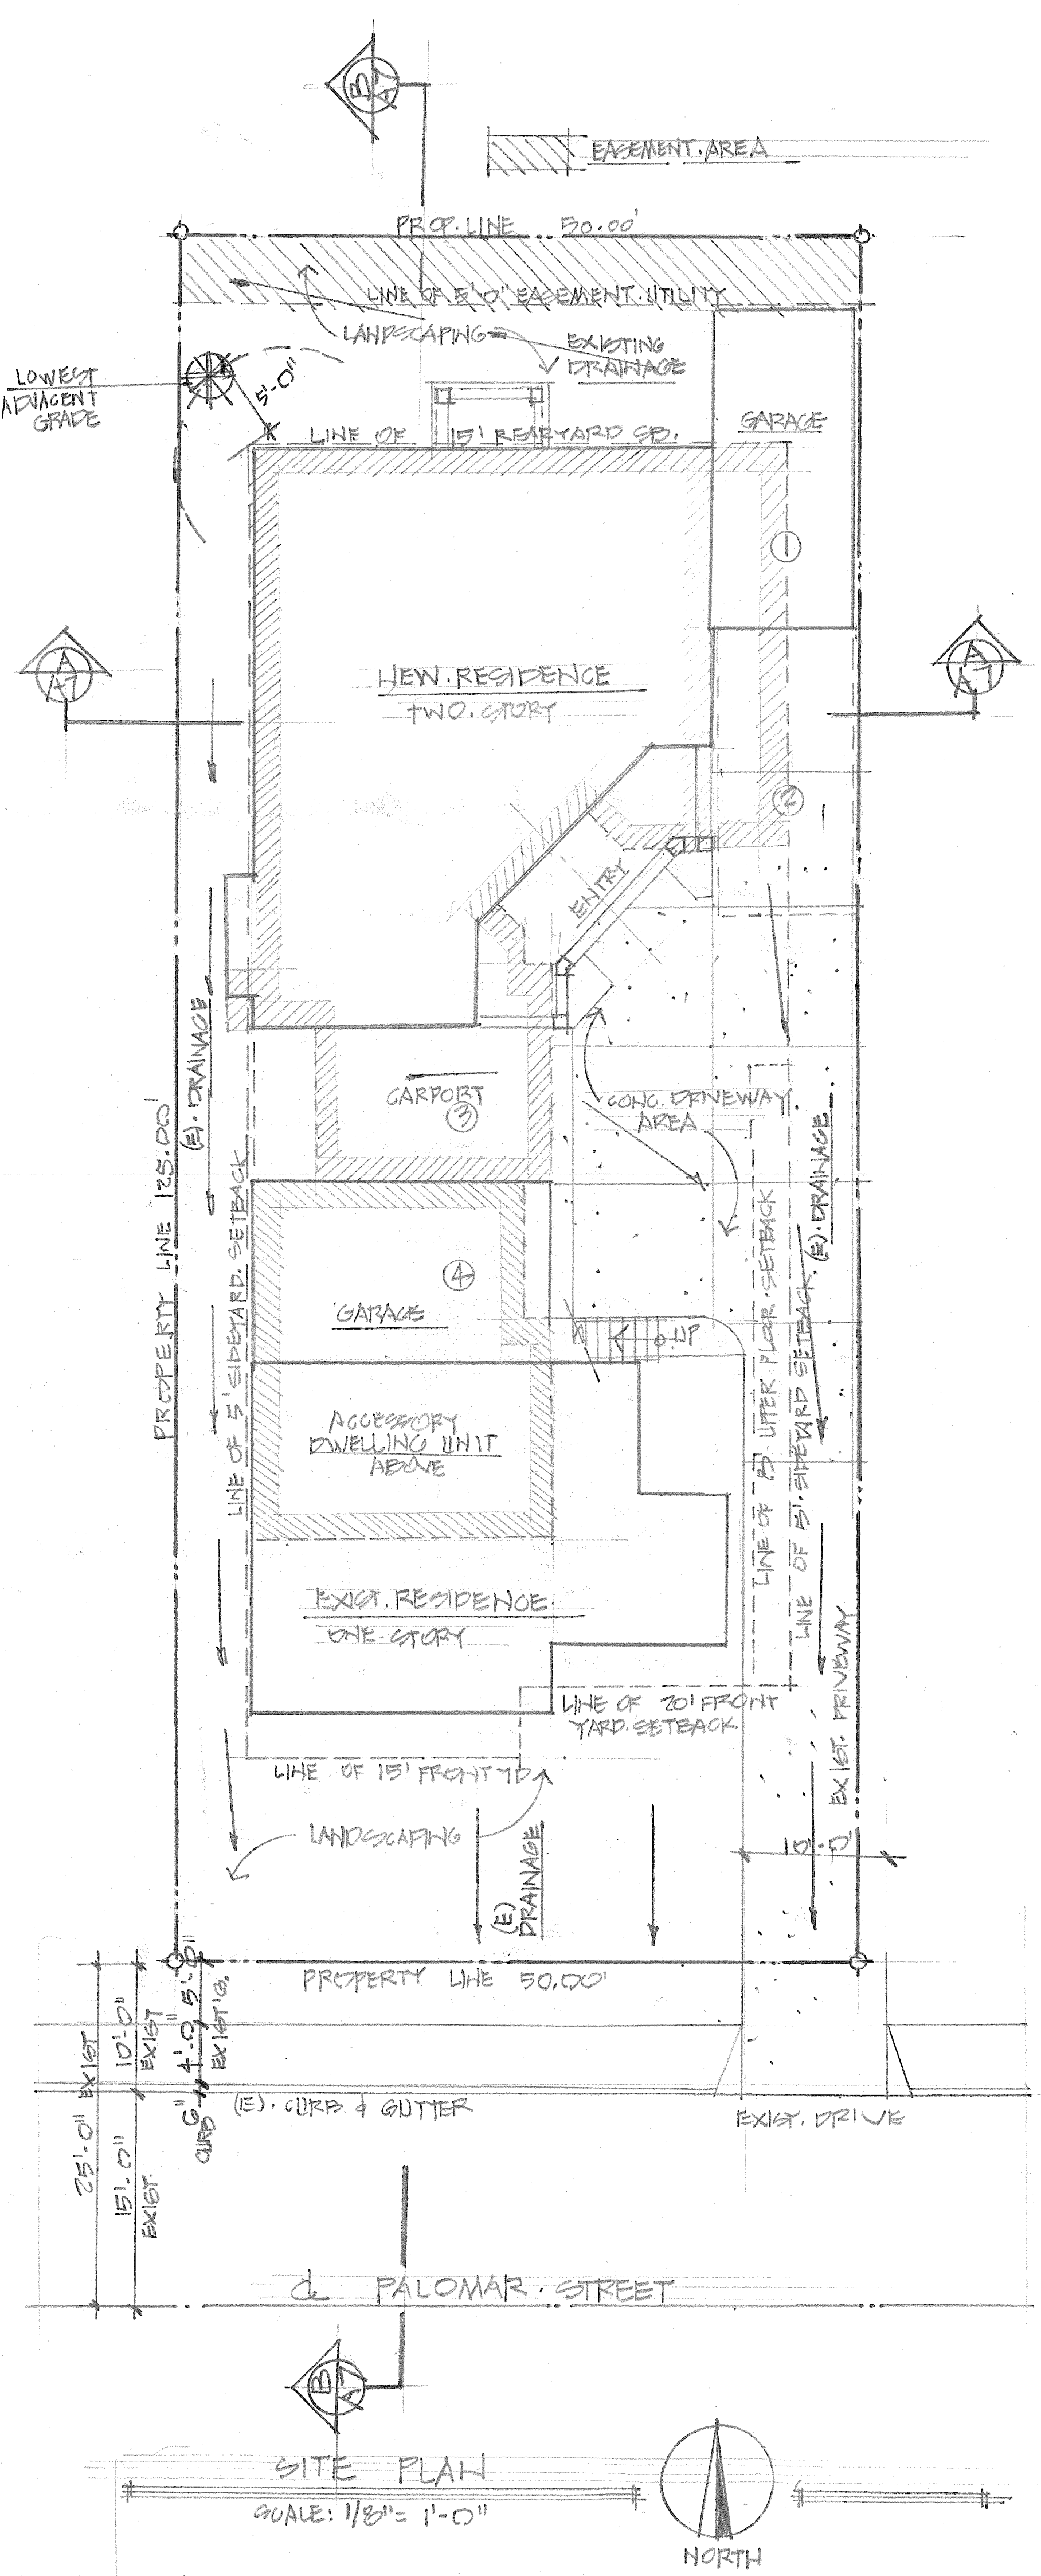 B
A7
EASEMENT. AREA
PROP. LINE 50.00'
LINE OF 5'-0" EASEMENT. UTILITY
LANDSCAPING
EXISTING
DRAINAGE
LOWEST
ADJACENT
GRADE
5'-0"
LINE OF 15' REARYARD SB.
GARAGE
1
A
A7
NEW. RESIDENCE
TWO. STORY
A
A7
2
ENTRY
(E). DRAINAGE
CARPORT
3
CONC. DRIVEWAY
AREA
PROPERTY LINE 125.00'
LINE OF 5' SIDEYARD. SETBACK
(E). DRAINAGE
4
GARAGE
UP
LINE OF 15' UPPER FLOOR. SETBACK
LINE OF 5'. SIDEYARD SETBACK
ACCESSORY
DWELLING UNIT
ABOVE
EXIST. RESIDENCE.
ONE. STORY
EXIST. DRIVEWAY
LINE OF 20' FRONT
YARD. SETBACK
LINE OF 15' FRONT YD
LANDSCAPING
(E)
DRAINAGE
10'-0"
PROPERTY LINE 50.00'
25'-0" EXIST
10'-0"
EXIST
15'-0"
EXIST.
5'-6"
4'-0"
EXIST'G.
6"
CURB
(E). CURB & GUTTER
EXIST. DRIVE
CL PALOMAR. STREET
B
A7
SITE PLAN
SCALE: 1/8" = 1'-0"
NORTH